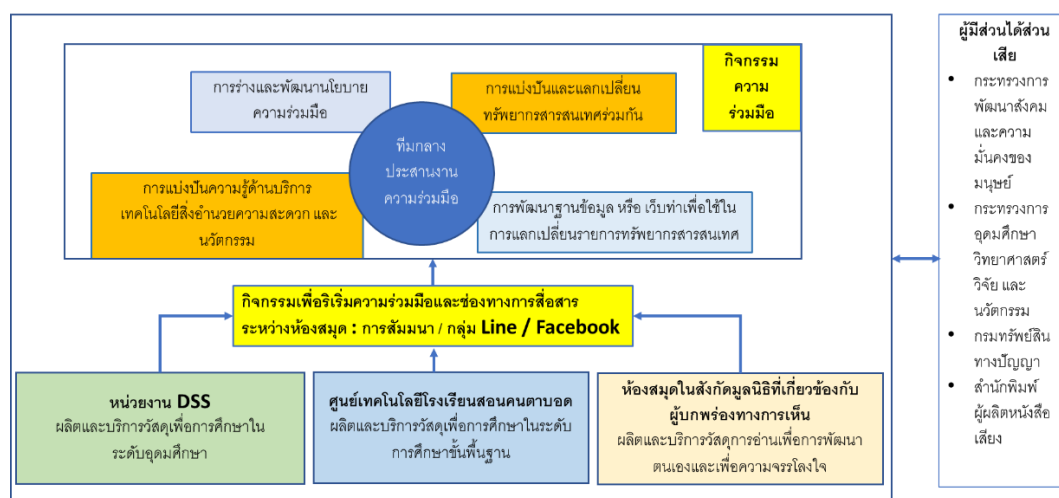 กิจกรรม
ความ
ร่วมมือ
การร่างและพัฒนานโยบาย
ความร่วมมือ
การแบ่งปันและแลกเปลี่ยน
ทรัพยากรสารสนเทศร่วมกัน
ทีมกลาง
ประสานงาน
ความร่วมมือ
การแบ่งปันความรู้ด้านบริการ
เทคโนโลยีสิ่งอำนวยความสะดวก และ
นวัตกรรม
การพัฒนาฐานข้อมูล หรือ เว็บท่าเพื่อใช้ใน
การแลกเปลี่ยนรายการทรัพยากรสารสนเทศ
กิจกรรมเพื่อริเริ่มความร่วมมือและช่องทางการสื่อสาร
ระหว่างห้องสมุด : การสัมมนา / กลุ่ม Line / Facebook
หน่วยงาน DSS
ผลิตและบริการวัสดุเพื่อการศึกษาใน
ระดับอุดมศึกษา
ศูนย์เทคโนโลยีโรงเรียนสอนคนตาบอด
ผลิตและบริการวัสดุเพื่อการศึกษาในระดับ
การศึกษาขั้นพื้นฐาน
ห้องสมุดในสังกัดมูลนิธิที่เกี่ยวข้องกับ
ผู้บกพร่องทางการเห็น
ผลิตและบริการวัสดุการอ่านเพื่อการพัฒนา
ตนเองและเพื่อความจรรโลงใจ
ผู้มีส่วนได้ส่วน
เสีย
• กระทรวงการ
พัฒนาสังคม
และความ
มั่นคงของ
มนุษย์
• กระทรวงการ
อุดมศึกษา
วิทยาศาสตร์
วิจัย และ
นวัตกรรม
• กรมทรัพย์สิน
ทางปัญญา
• สำนักพิมพ์
ผู้ผลิตหนังสือ
เสียง